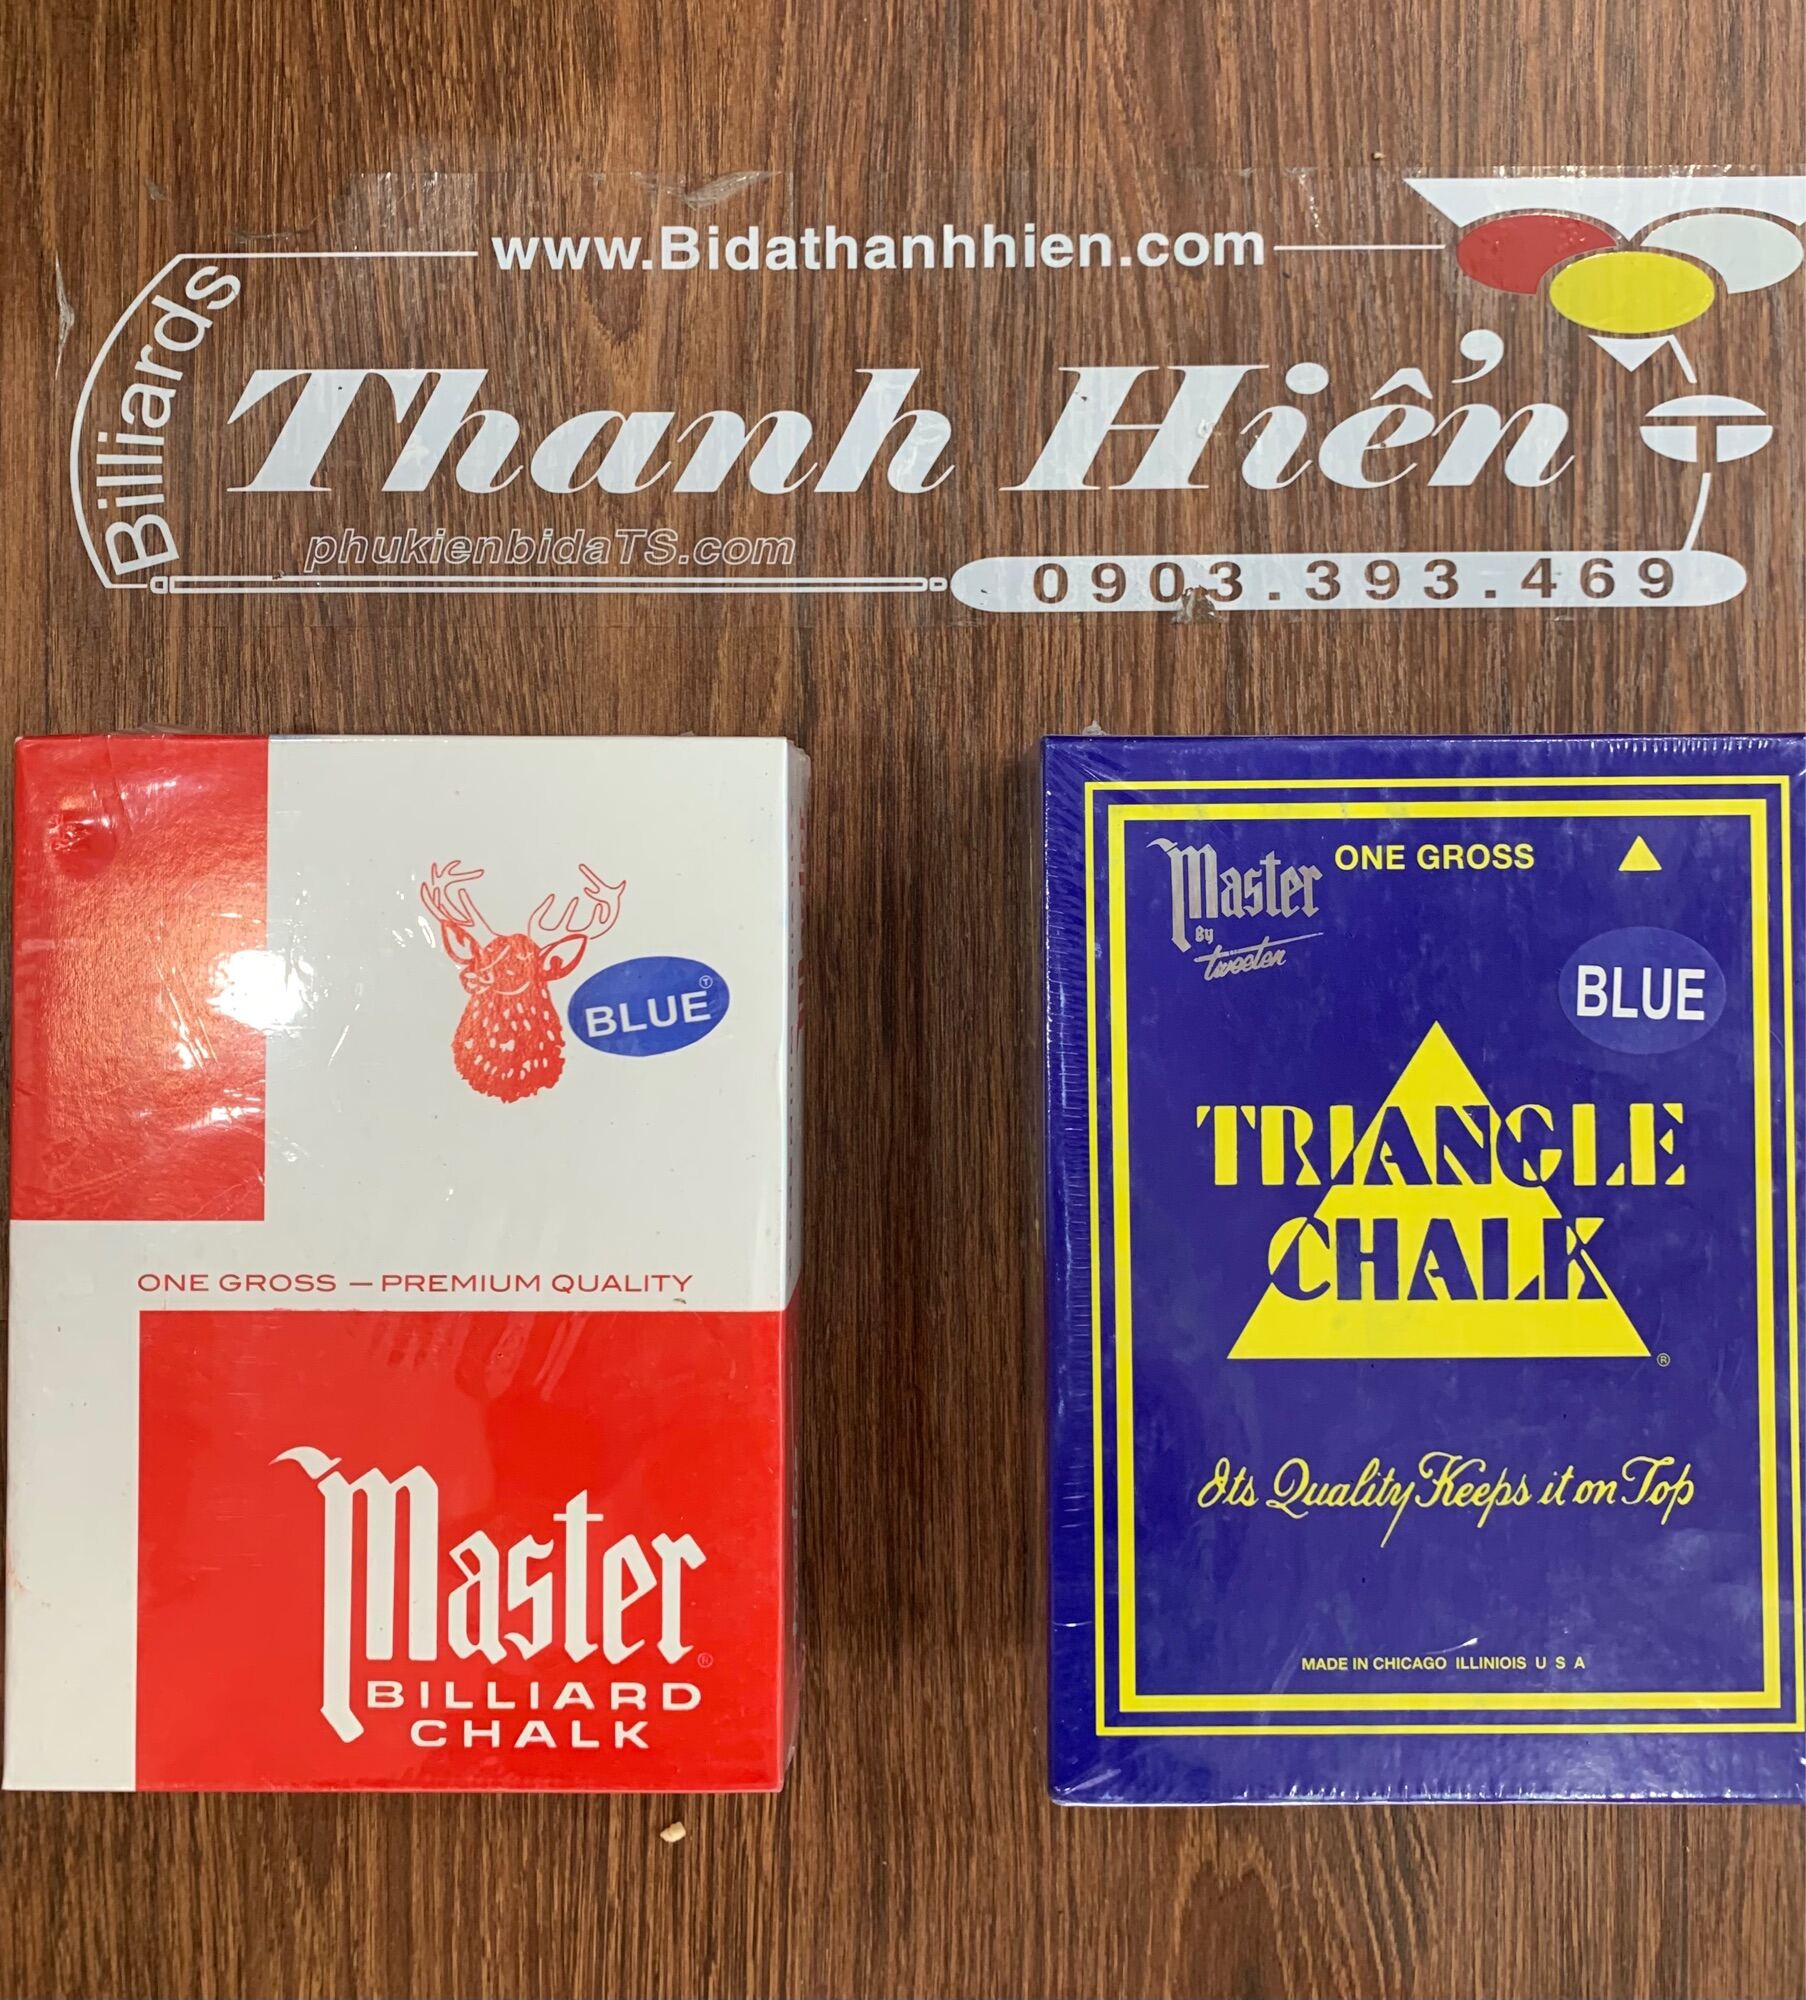 www.Bidathanhhien.com
Billiards
Thanh Hiển
phukienbidaTS.com
0903.393.469
BLUE
ONE GROSS — PREMIUM QUALITY
Master
BILLIARD
CHALK
Master
By
tweeten
ONE GROSS
BLUE
TRIANGLE
CHALK
Its Quality Keeps it on Top
MADE IN CHICAGO ILLINIOIS U S A